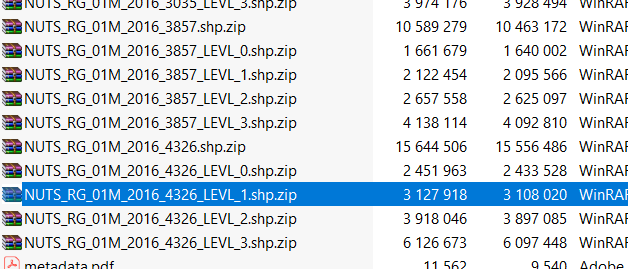 NUTS_RG_01M_2016_3035_LEVL_3.shp.zip 3 974 176 3 928 494 WinRAR
NUTS_RG_01M_2016_3857.shp.zip 10 589 279 10 463 172 WinRAR
NUTS_RG_01M_2016_3857_LEVL_0.shp.zip 1 661 679 1 640 002 WinRAR
NUTS_RG_01M_2016_3857_LEVL_1.shp.zip 2 122 454 2 095 566 WinRAR
NUTS_RG_01M_2016_3857_LEVL_2.shp.zip 2 657 558 2 625 097 WinRAR
NUTS_RG_01M_2016_3857_LEVL_3.shp.zip 4 138 114 4 092 810 WinRAR
NUTS_RG_01M_2016_4326.shp.zip 15 644 506 15 556 486 WinRAR
NUTS_RG_01M_2016_4326_LEVL_0.shp.zip 2 451 963 2 433 528 WinRAR
NUTS_RG_01M_2016_4326_LEVL_1.shp.zip 3 127 918 3 108 020 WinRAR
NUTS_RG_01M_2016_4326_LEVL_2.shp.zip 3 918 046 3 897 085 WinRAR
NUTS_RG_01M_2016_4326_LEVL_3.shp.zip 6 126 673 6 097 448 WinRAR
metadata.pdf 11 562 9 540 Adobe